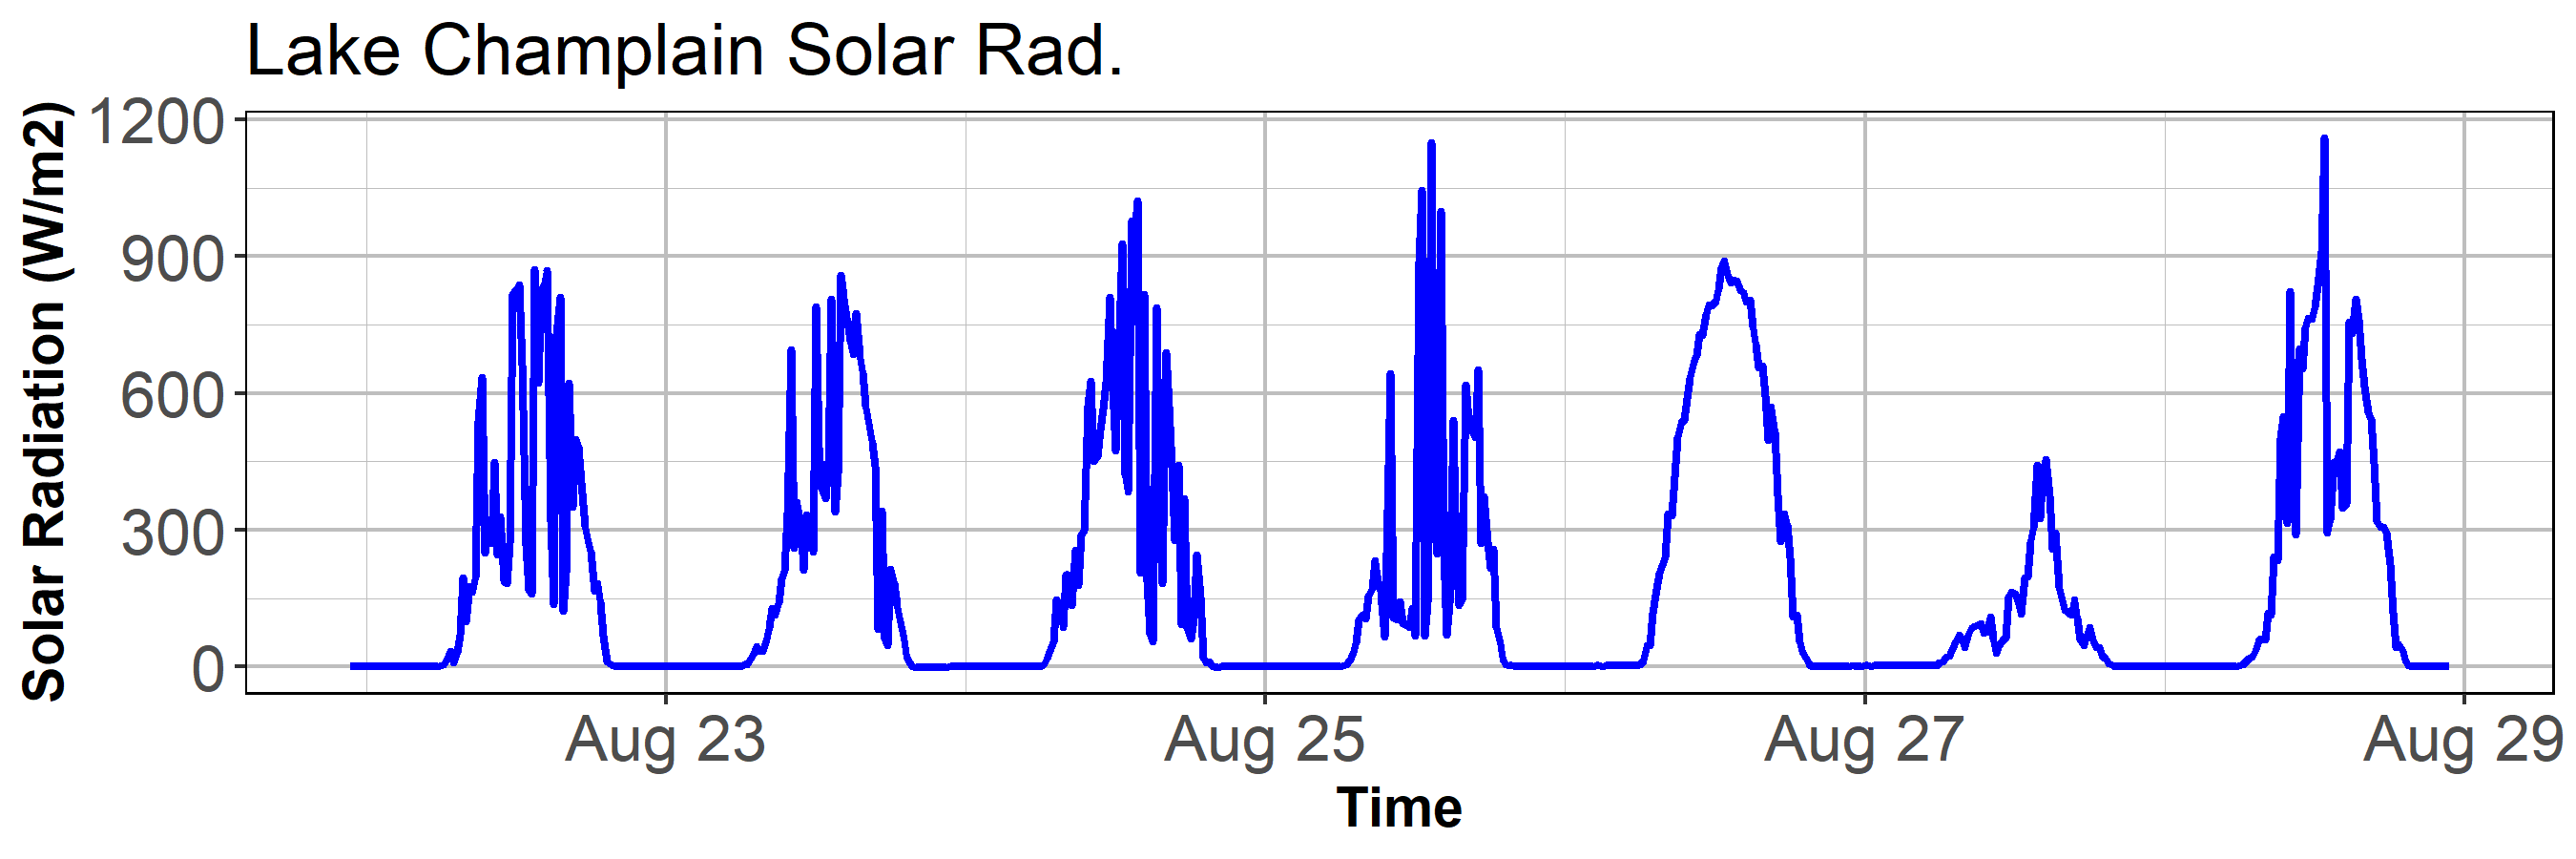 Lake Champlain Solar Rad.
Solar Radiation (W/m2)
1200
900
600
300
0
Aug 23 Aug 25 Aug 27 Aug 29
Time